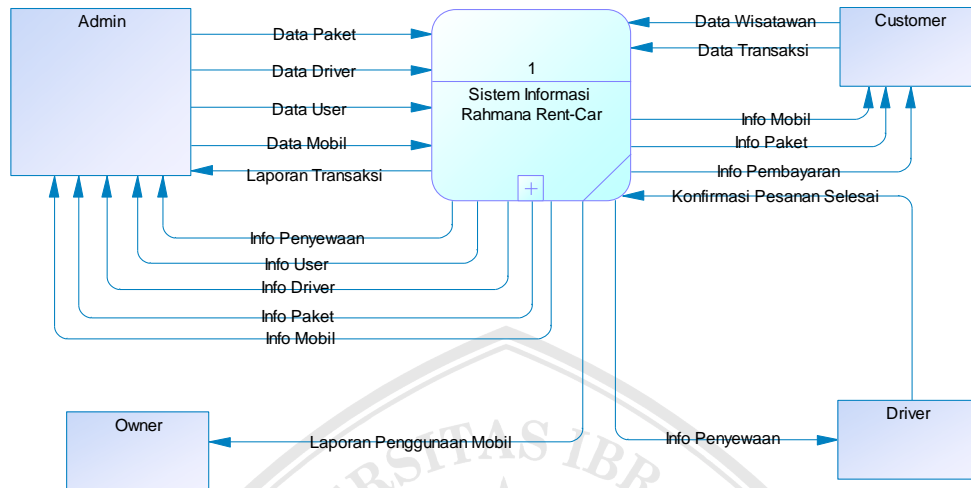 Admin
Customer
Data Paket
Data Driver
Data User
Data Mobil
Laporan Transaksi
1
Sistem Informasi
Rahmana Rent-Car
Data Wisatawan
Data Transaksi
Info Mobil
Info Paket
Info Pembayaran
Konfirmasi Pesanan Selesai
Info Penyewaan
Info User
Info Driver
Info Paket
Info Mobil
Owner
Laporan Penggunaan Mobil
Info Penyewaan
Driver